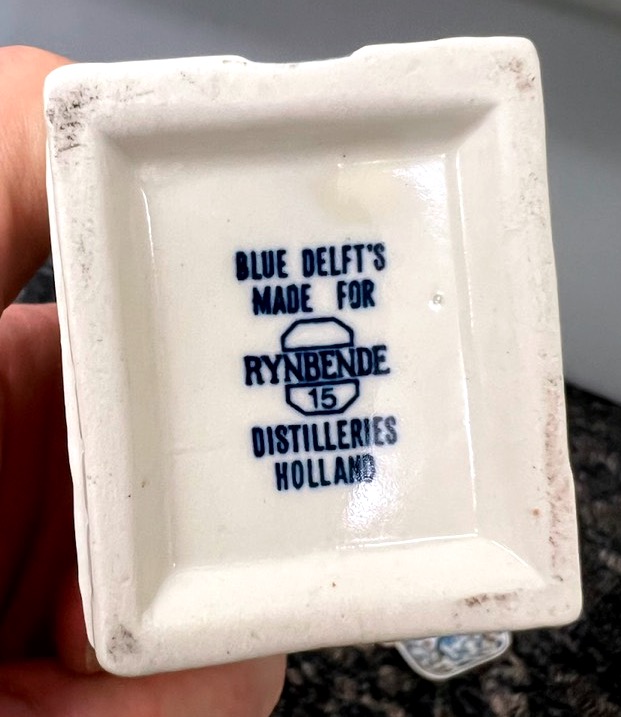 BLUE DELFT'S
MADE FOR
RYNBENDE
15
DISTILLERIES
HOLLAND